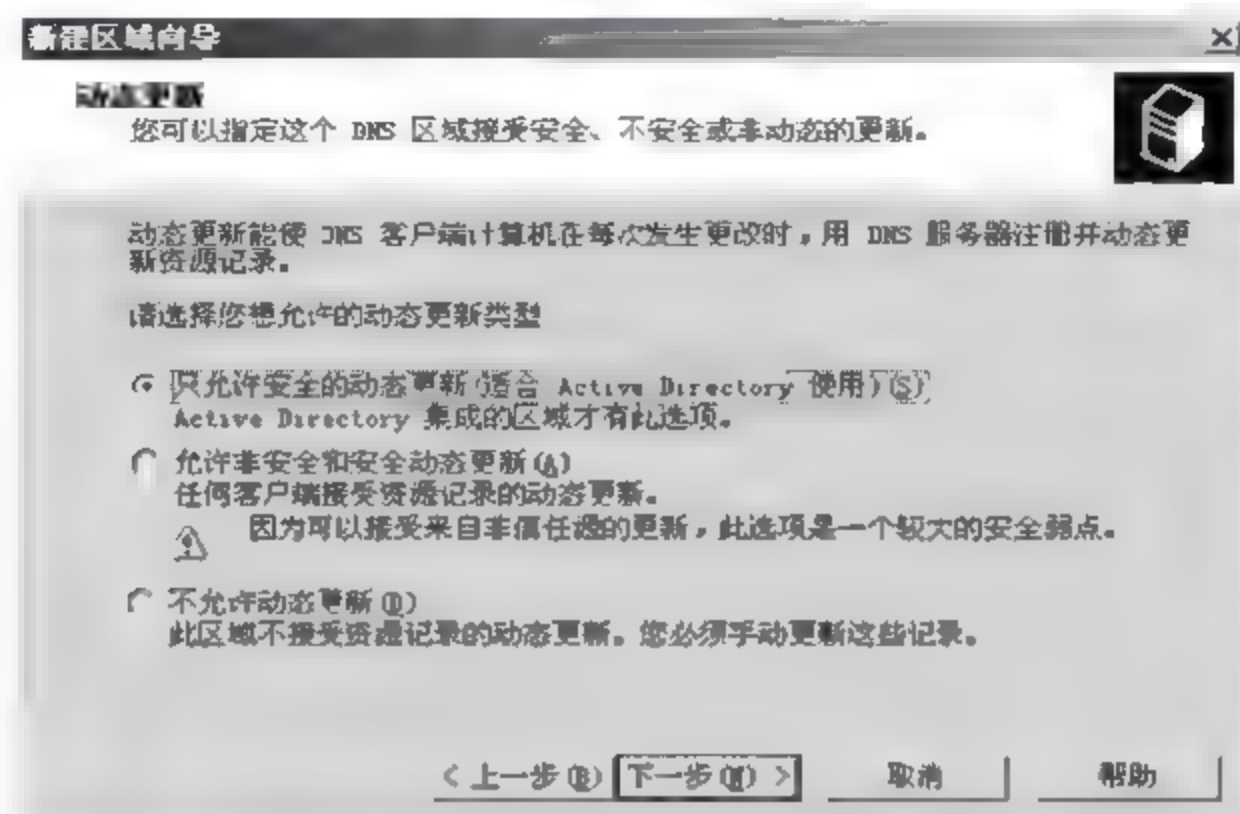 新建区域向导
动态更新
您可以指定这个 DNS 区域接受安全、不安全或非动态的更新。
动态更新能使 DNS 客户端计算机在每次发生更改时，用 DNS 服务器注册并动态更
新资源记录。
请选择您想允许的动态更新类型
只允许安全的动态更新(适合 Active Directory 使用)(S)
Active Directory 集成的区域才有此选项。
允许非安全和安全动态更新(A)
任何客户端接受资源记录的动态更新。
因为可以接受来自非信任源的更新，此选项是一个较大的安全弱点。
不允许动态更新(D)
此区域不接受资源记录的动态更新。您必须手动更新这些记录。
< 上一步(B) 下一步(N) > 取消 帮助